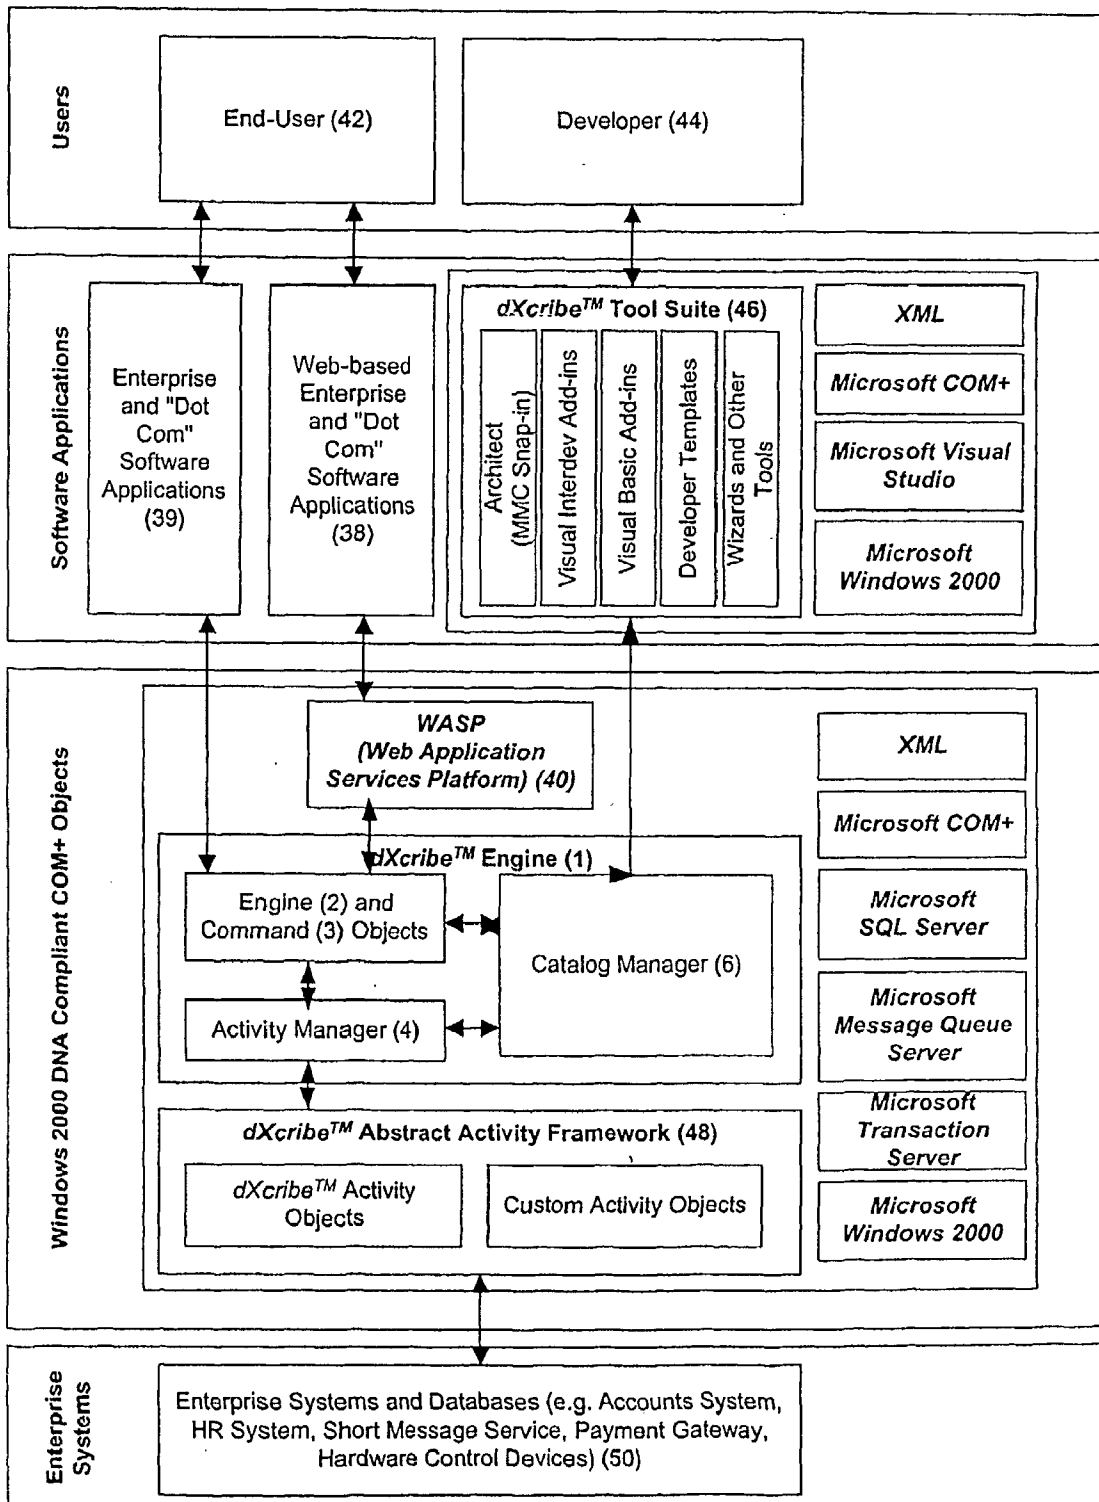 Users
End-User (42)
Developer (44)
Software Applications
Enterprise
and "Dot
Com"
Software
Applications
(39)
Web-based
Enterprise
and "Dot
Com"
Software
Applications
(38)
dXcribe™ Tool Suite (46)
Architect
(MMC Snap-in)
Visual Interdev Add-ins
Visual Basic Add-ins
Developer Templates
Wizards and Other
Tools
XML
Microsoft COM+
Microsoft Visual
Studio
Microsoft
Windows 2000
Windows 2000 DNA Compliant COM+ Objects
WASP
(Web Application
Services Platform) (40)
dXcribe™ Engine (1)
Engine (2) and
Command (3) Objects
Catalog Manager (6)
Activity Manager (4)
dXcribe™ Abstract Activity Framework (48)
dXcribe™ Activity
Objects
Custom Activity Objects
XML
Microsoft COM+
Microsoft
SQL Server
Microsoft
Message Queue
Server
Microsoft
Transaction
Server
Microsoft
Windows 2000
Enterprise
Systems
Enterprise Systems and Databases (e.g. Accounts System,
HR System, Short Message Service, Payment Gateway,
Hardware Control Devices) (50)